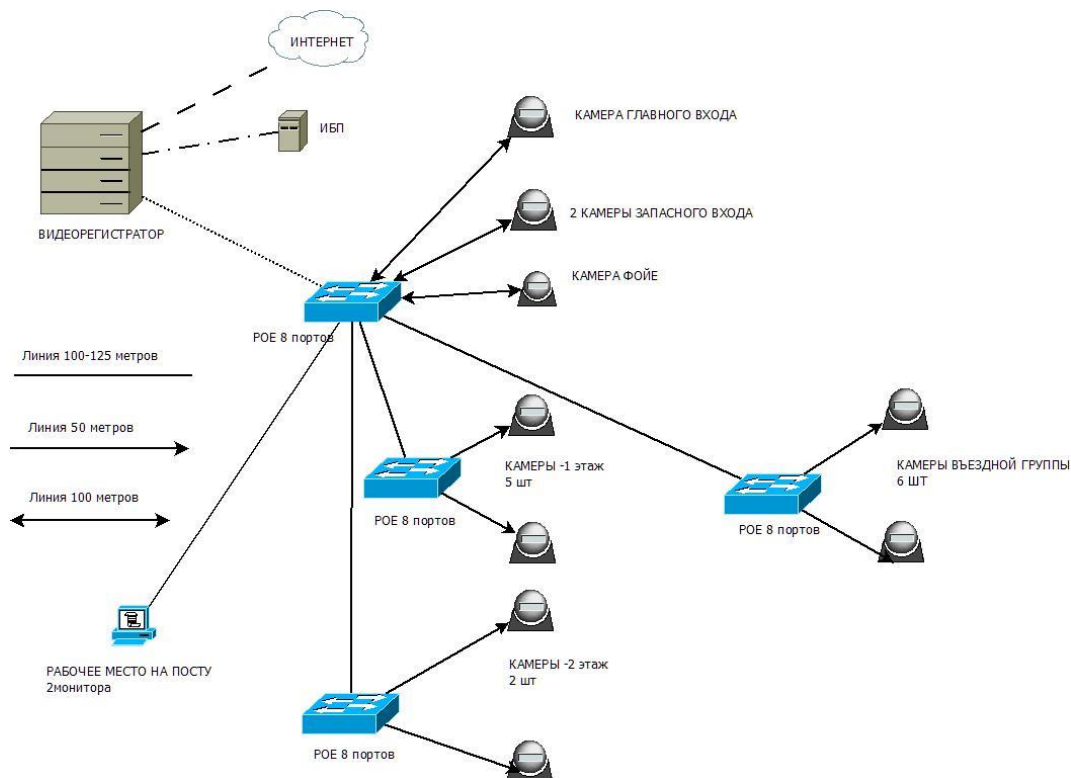 ИНТЕРНЕТ
ИБП
КАМЕРА ГЛАВНОГО ВХОДА
2 КАМЕРЫ ЗАПАСНОГО ВХОДА
ВИДЕОРЕГИСТРАТОР
КАМЕРА ФОЙЕ
POE 8 портов
Линия 100-125 метров
Линия 50 метров
Линия 100 метров
КАМЕРЫ -1 этаж
5 шт
POE 8 портов
КАМЕРЫ ВЪЕЗДНОЙ ГРУППЫ
6 ШТ
POE 8 портов
РАБОЧЕЕ МЕСТО НА ПОСТУ
2монитора
КАМЕРЫ -2 этаж
2 шт
POE 8 портов